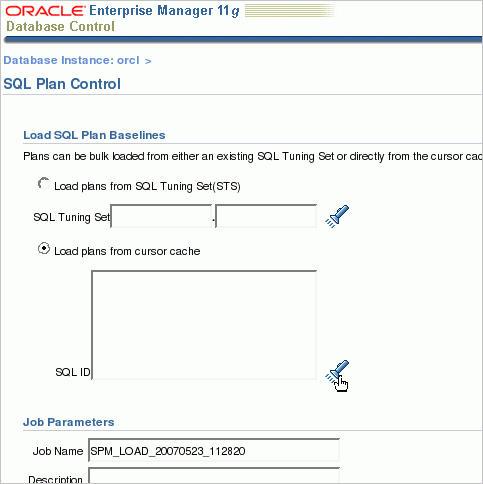 ORACLE Enterprise Manager 11g
Database Control
Database Instance: orcl >
SQL Plan Control
Load SQL Plan Baselines
Plans can be bulk loaded from either an existing SQL Tuning Set or directly from the cursor cac
Load plans from SQL Tuning Set(STS)
SQL Tuning Set .
Load plans from cursor cache
SQL ID
Job Parameters
Job Name SPM_LOAD_20070523_112820
Description